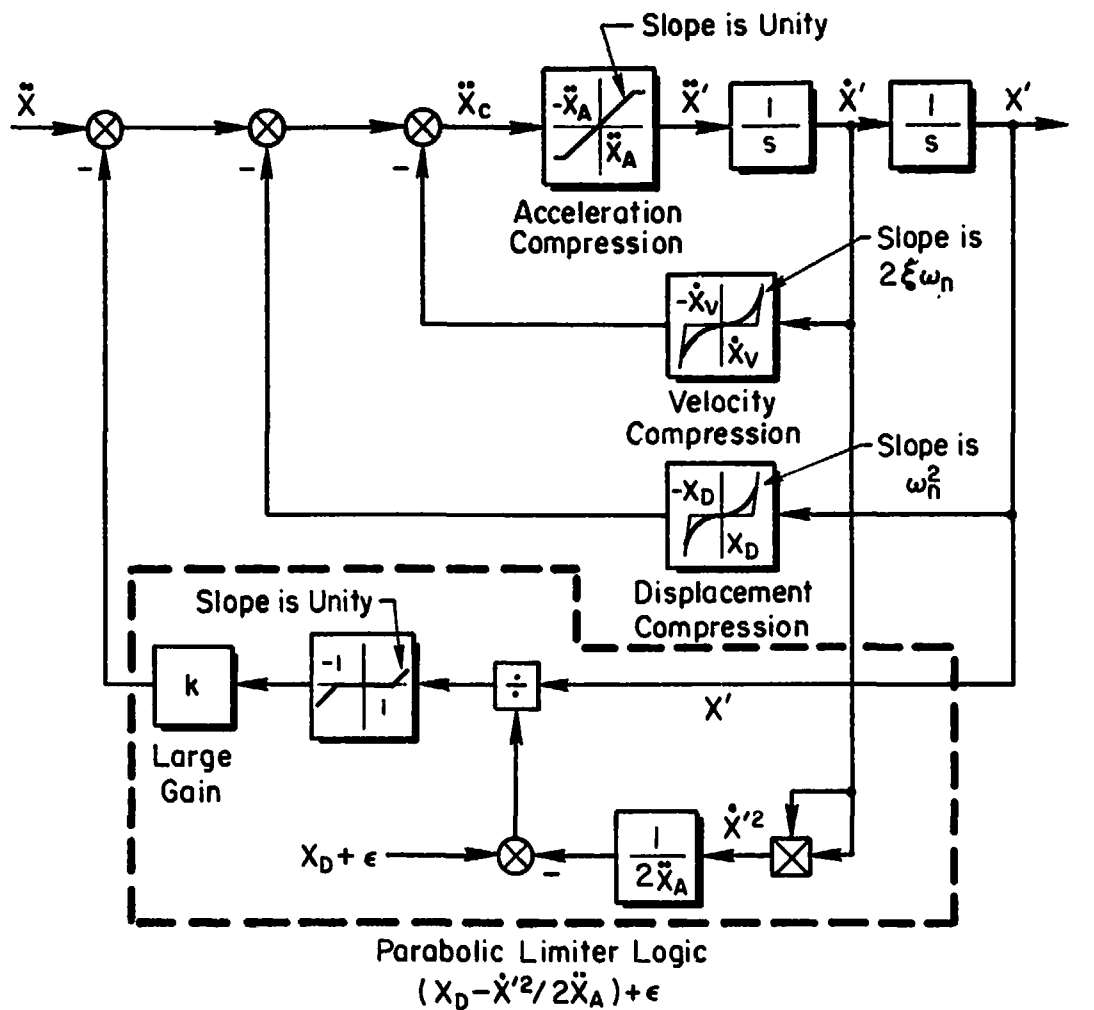 Slope is Unity
Ẍ
Ẍc
-ẌA
ẌA
Ẍ'
1
s
Ẋ'
1
s
X'
-
-
-
Acceleration
Compression
Slope is
2ξωn
-ẊV
ẊV
Velocity
Compression
Slope is
ωn²
-XD
XD
Displacement
Compression
Slope is Unity
k
-1
1
÷
X'
Large
Gain
XD + ϵ
-
1
2ẌA
Ẋ'²
Parabolic Limiter Logic
(XD - Ẋ'²/2ẌA) + ϵ